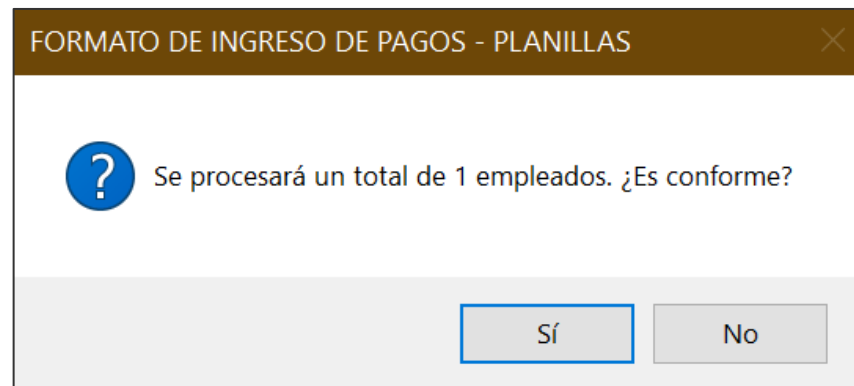 FORMATO DE INGRESO DE PAGOS - PLANILLAS
Se procesará un total de 1 empleados. ¿Es conforme?
Sí
No